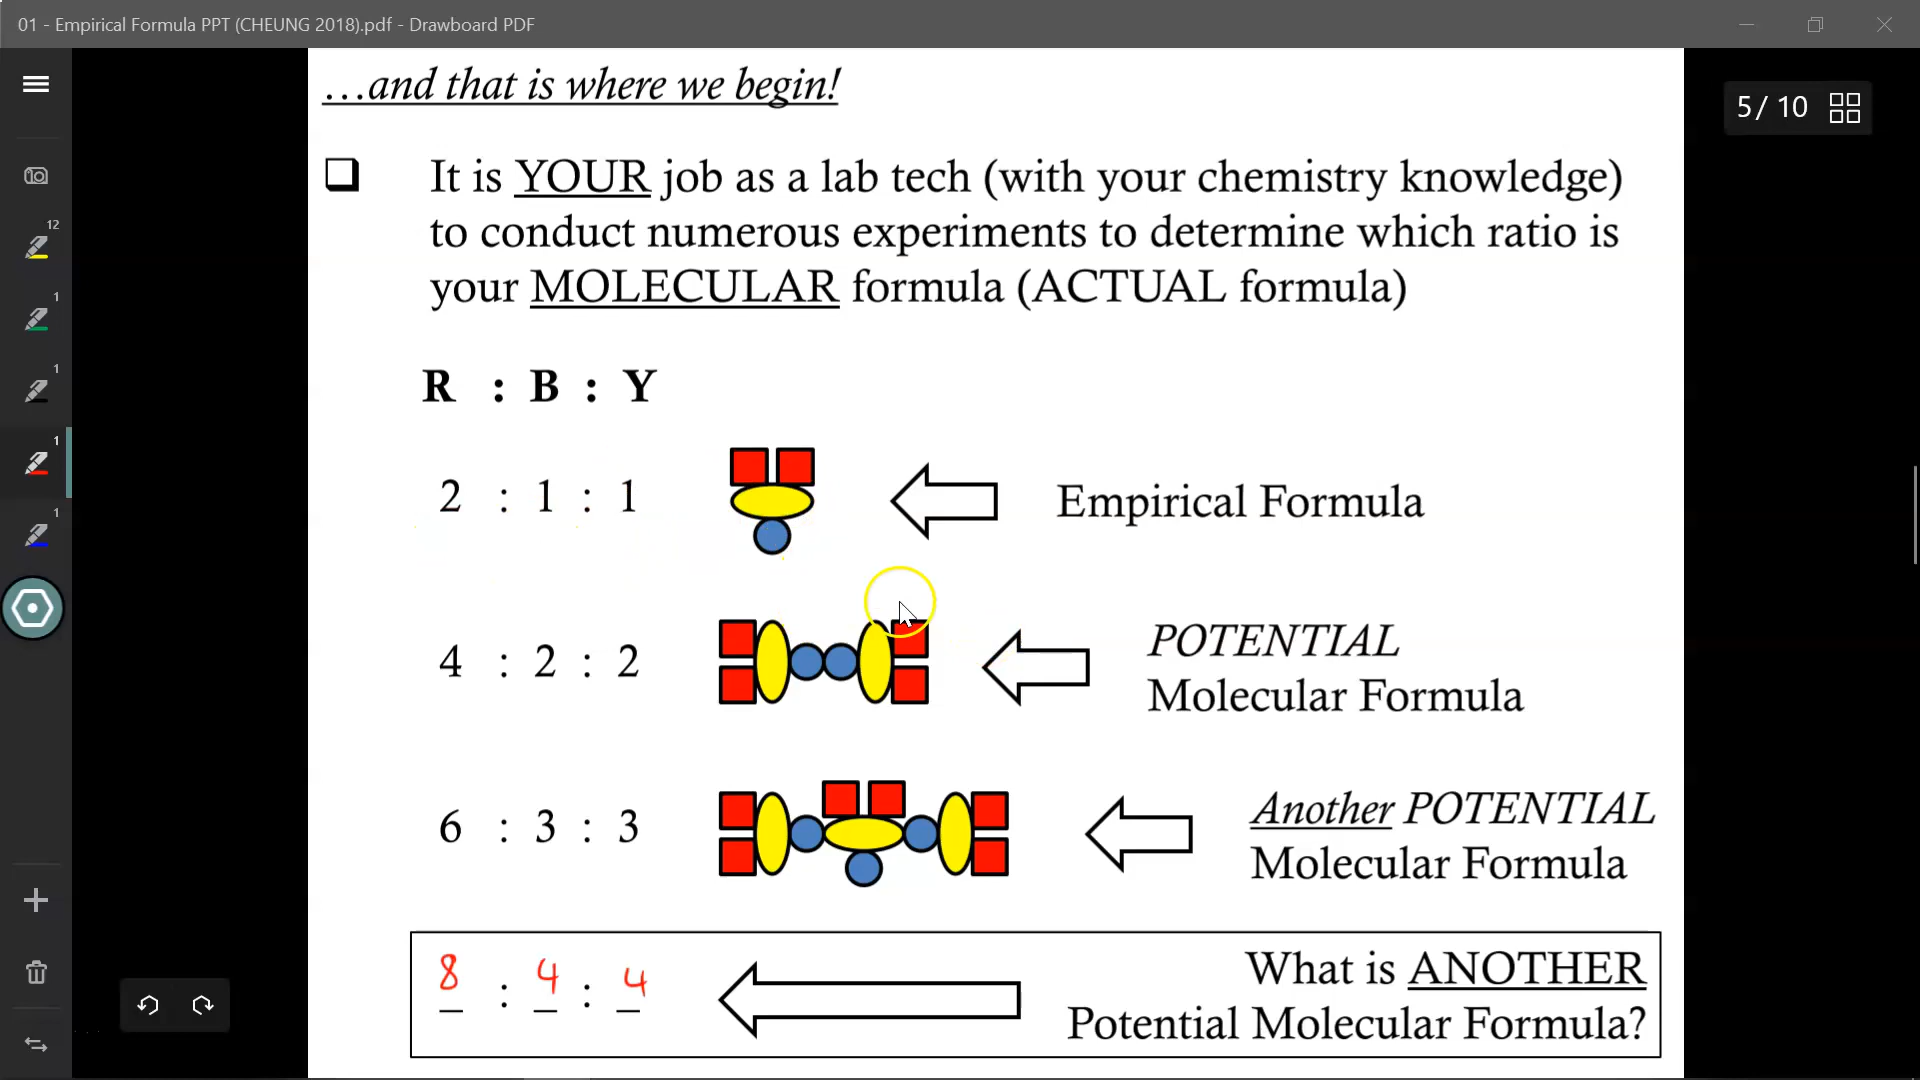 01 - Empirical Formula PPT (CHEUNG 2018).pdf - Drawboard PDF
...and that is where we begin!
5 / 10
It is YOUR job as a lab tech (with your chemistry knowledge)
to conduct numerous experiments to determine which ratio is
your MOLECULAR formula (ACTUAL formula)
12
1
1
1
1
R : B : Y
2 : 1 : 1
Empirical Formula
4 : 2 : 2
POTENTIAL
Molecular Formula
6 : 3 : 3
Another POTENTIAL
Molecular Formula
8 : 4 : 4
What is ANOTHER
Potential Molecular Formula?